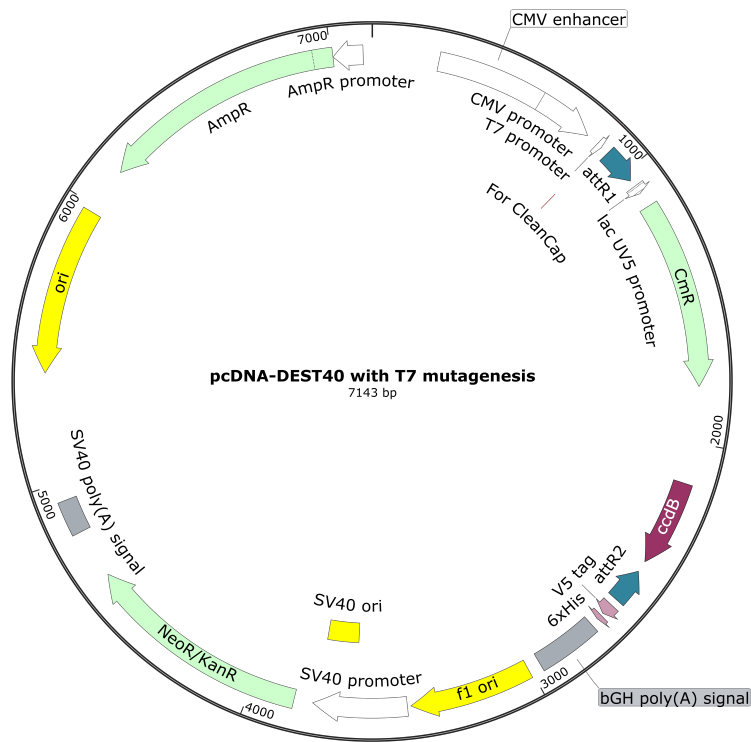 CMV enhancer
7000
AmpR promoter
AmpR
CMV promoter
T7 promoter
1000
attR1
For CleanCap
lac UV5 promoter
6000
ori
CmR
pcDNA-DEST40 with T7 mutagenesis
7143 bp
2000
SV40 poly(A) signal
5000
ccdB
attR2
V5 tag
6xHis
SV40 ori
NeoR/KanR
SV40 promoter
f1 ori
3000
bGH poly(A) signal
4000